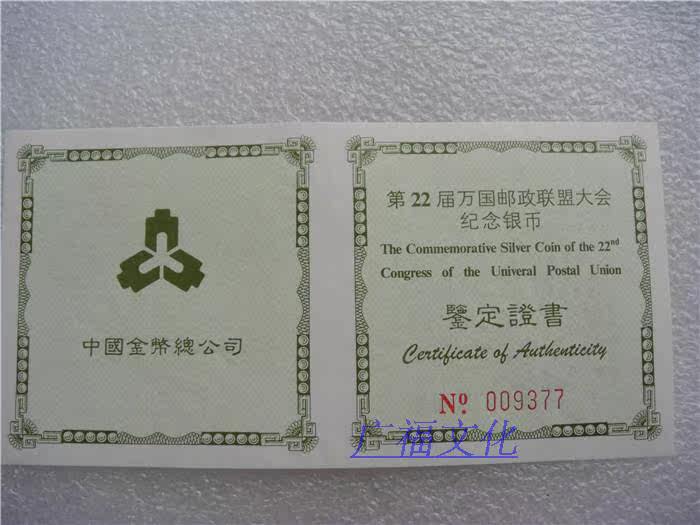 中國金幣總公司
第22届万国邮政联盟大会
纪念银币
The Commemorative Silver Coin of the 22nd
Congress of the Univeral Postal Union
鑒定證書
Certificate of Authenticity
No. 009377
广福文化